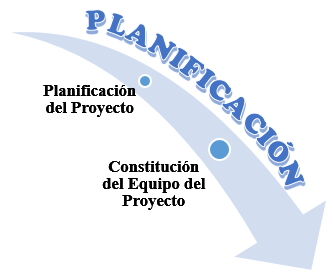 PLANIFICACIÓN
Planificación
del Proyecto
Constitución
del Equipo del
Proyecto